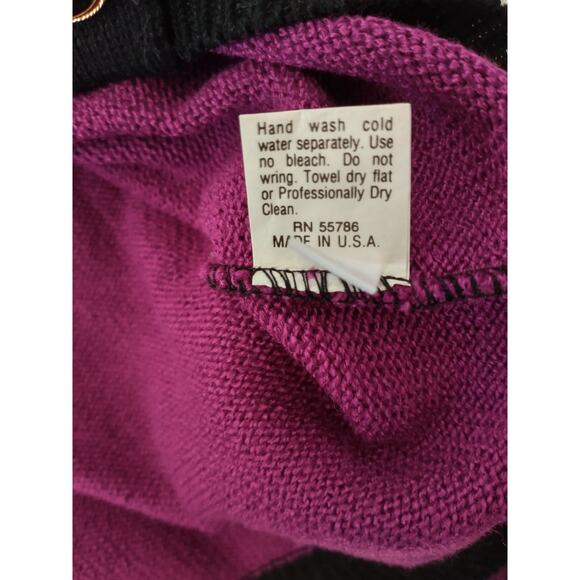 Hand wash cold
water separately. Use
no bleach. Do not
wring. Towel dry flat
or Professionally Dry
Clean.
RN 55786
MADE IN U.S.A.